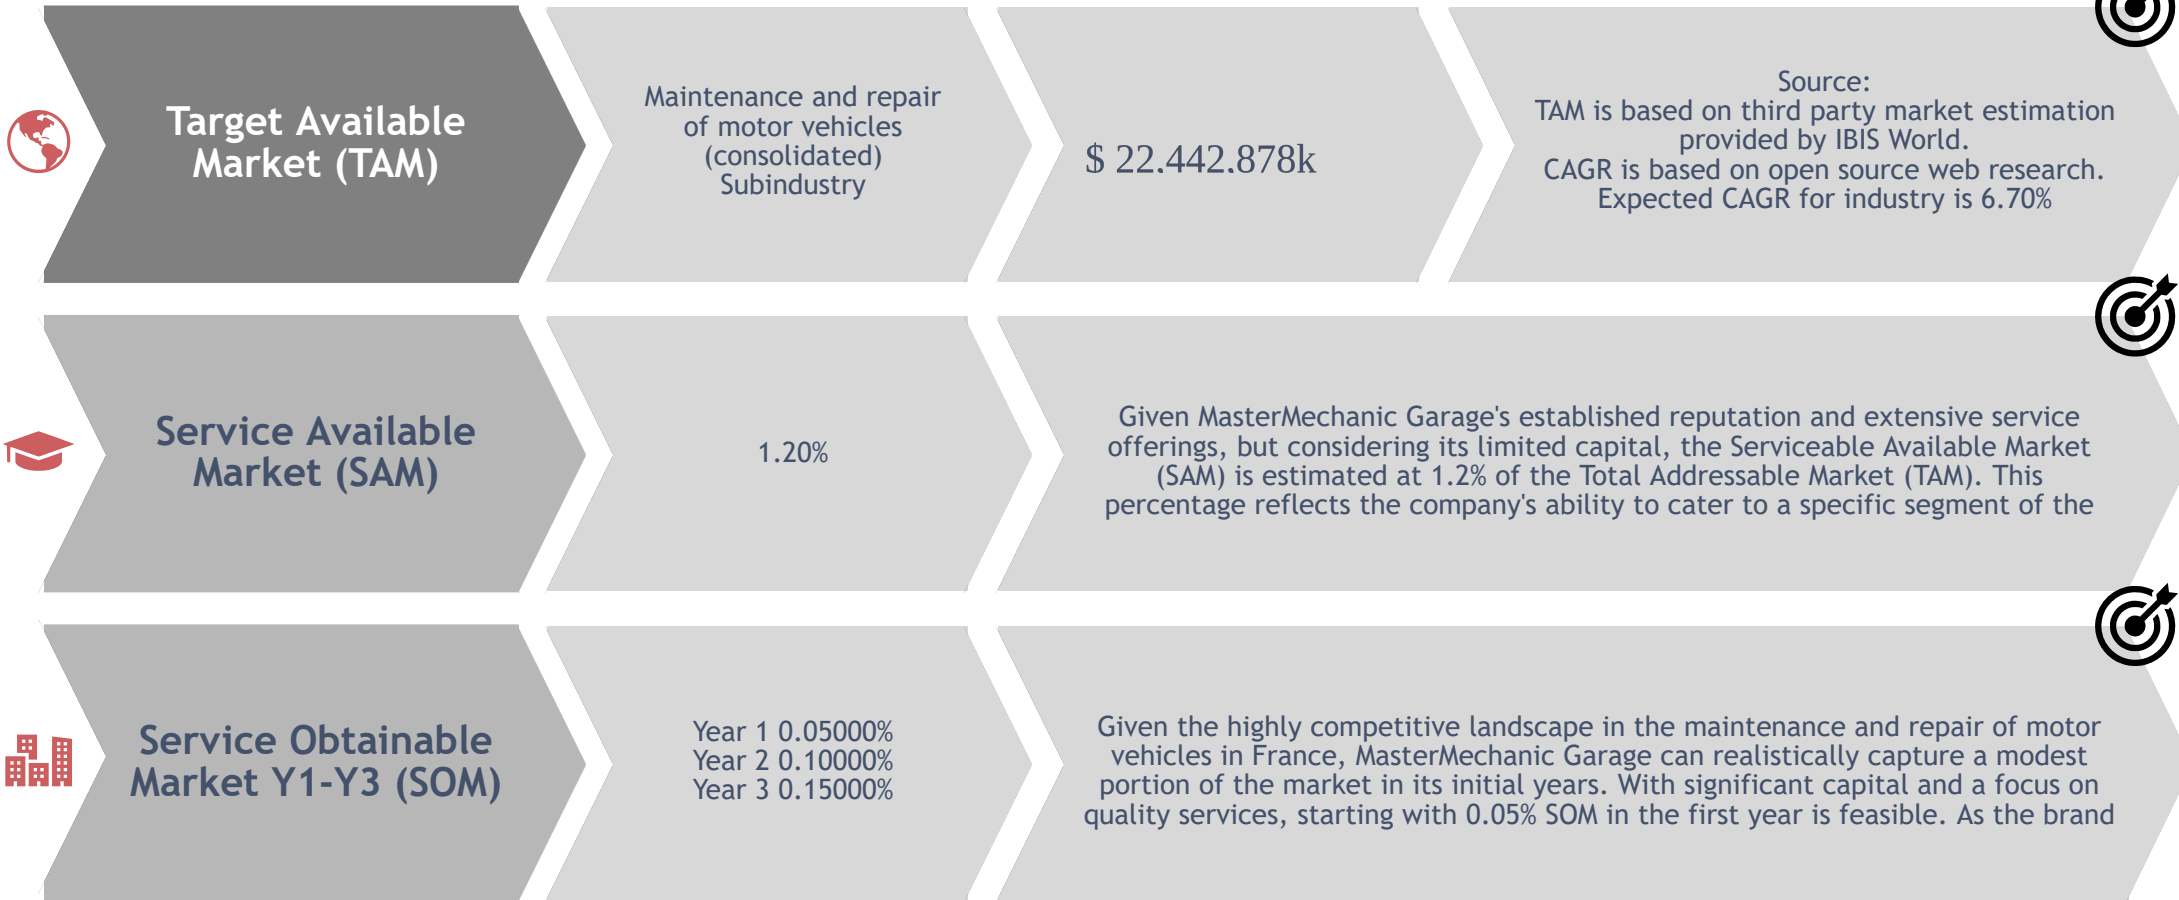 Target Available
Market (TAM)
Maintenance and repair
of motor vehicles
(consolidated)
Subindustry
$ 22.442.878k
Source:
TAM is based on third party market estimation
provided by IBIS World.
CAGR is based on open source web research.
Expected CAGR for industry is 6.70%
Service Available
Market (SAM)
1.20%
Given MasterMechanic Garage's established reputation and extensive service
offerings, but considering its limited capital, the Serviceable Available Market
(SAM) is estimated at 1.2% of the Total Addressable Market (TAM). This
percentage reflects the company's ability to cater to a specific segment of the
Service Obtainable
Market Y1-Y3 (SOM)
Year 1 0.05000%
Year 2 0.10000%
Year 3 0.15000%
Given the highly competitive landscape in the maintenance and repair of motor
vehicles in France, MasterMechanic Garage can realistically capture a modest
portion of the market in its initial years. With significant capital and a focus on
quality services, starting with 0.05% SOM in the first year is feasible. As the brand